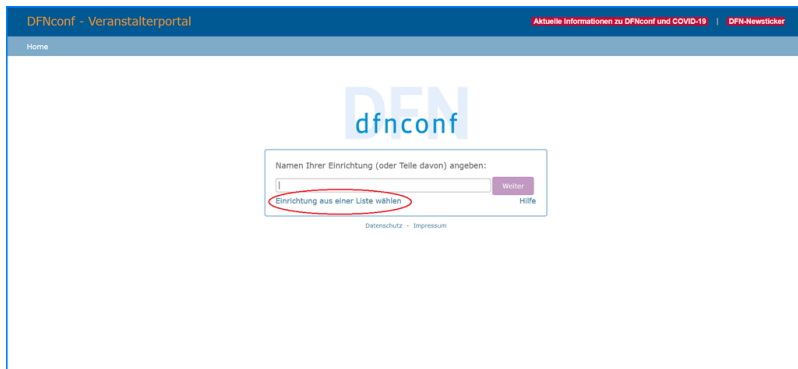 DFNconf - Veranstalterportal
Aktuelle Informationen zu DFNconf und COVID-19 | DFN-Newsticker
Home
DFN
dfnconf
Namen Ihrer Einrichtung (oder Teile davon) angeben:
Weiter
Einrichtung aus einer Liste wählen Hilfe
Datenschutz - Impressum